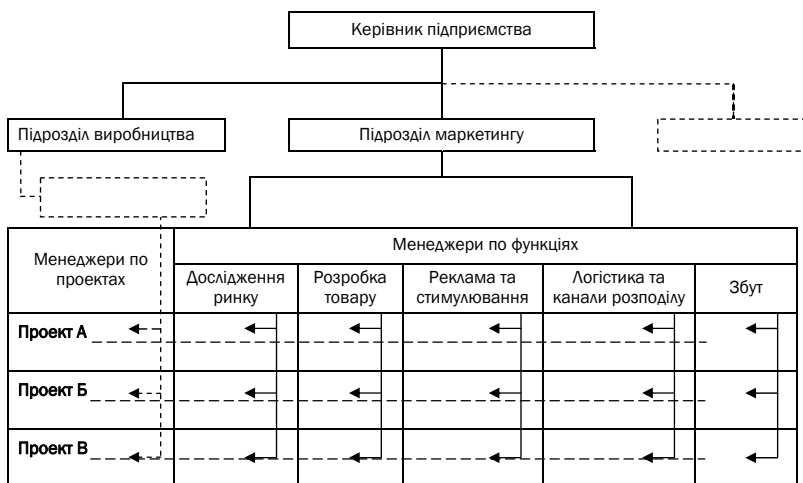 Керівник підприємства
Підрозділ виробництва
Підрозділ маркетингу
Менеджери по
проектах
Менеджери по функціях
Дослідження
ринку
Розробка
товару
Реклама та
стимулювання
Логістика та
канали розподілу
Збут
Проект А
Проект Б
Проект В